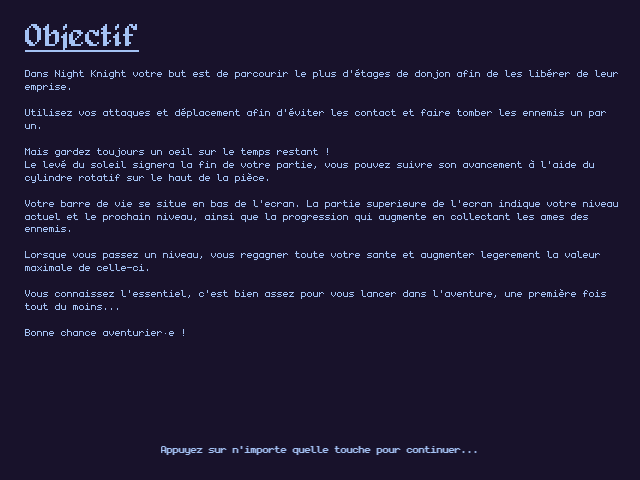 Objectif
Dans Night Knight votre but est de parcourir le plus d'étages de donjon afin de les libérer de leur
emprise.
Utilisez vos attaques et déplacement afin d'éviter les contact et faire tomber les ennemis un par
un.
Mais gardez toujours un oeil sur le temps restant !
Le levé du soleil signera la fin de votre partie, vous pouvez suivre son avancement à l'aide du
cylindre rotatif sur le haut de la pièce.
Votre barre de vie se situe en bas de l'ecran. La partie superieure de l'ecran indique votre niveau
actuel et le prochain niveau, ainsi que la progression qui augmente en collectant les ames des
ennemis.
Lorsque vous passez un niveau, vous regagner toute votre sante et augmenter legerement la valeur
maximale de celle-ci.
Vous connaissez l'essentiel, c'est bien assez pour vous lancer dans l'aventure, une première fois
tout du moins...
Bonne chance aventurier·e !
Appuyez sur n'importe quelle touche pour continuer...